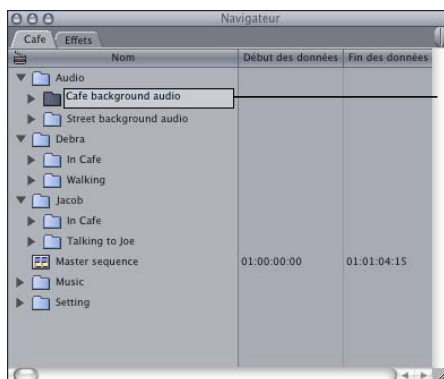 Navigateur
Cafe Effets
Nom Début des données Fin des données
Audio
Cafe background audio
Street background audio
Debra
In Cafe
Walking
Jacob
In Cafe
Talking to Joe
Master sequence 01:00:00:00 01:01:04:15
Music
Setting